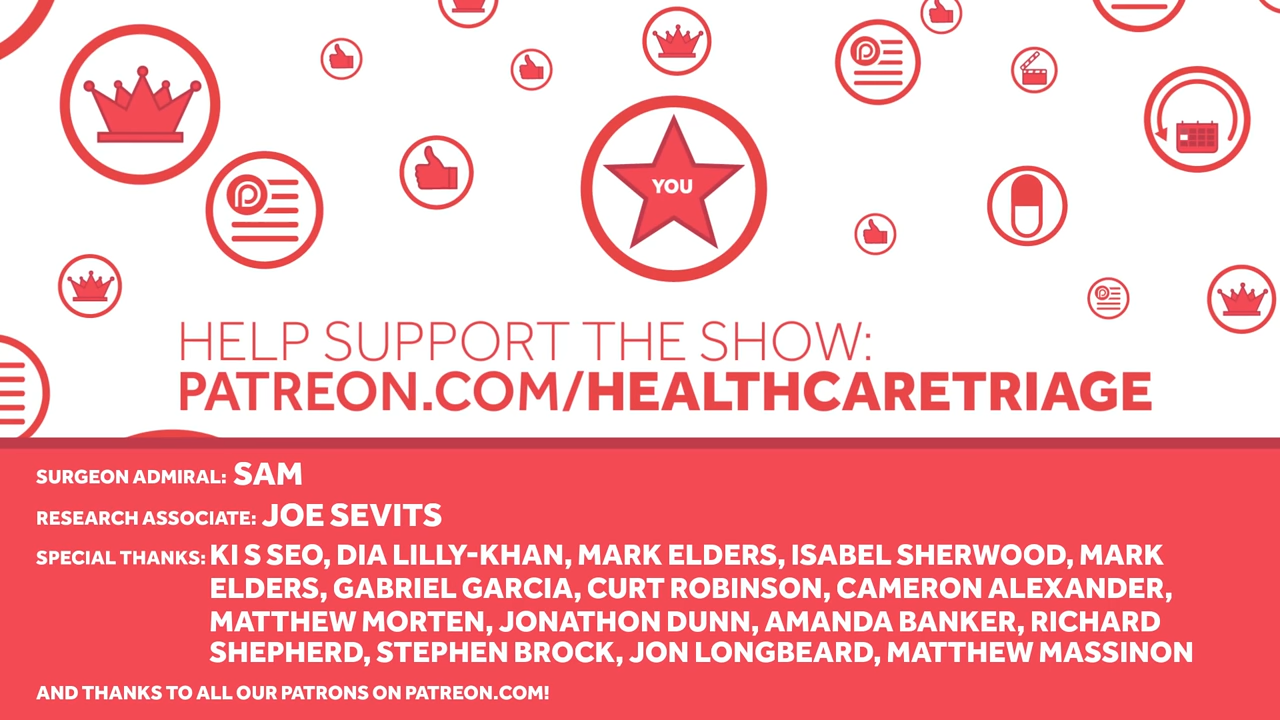 YOU
HELP SUPPORT THE SHOW:
PATREON.COM/HEALTHCARETRIAGE
SURGEON ADMIRAL: SAM
RESEARCH ASSOCIATE: JOE SEVITS
SPECIAL THANKS: KI S SEO, DIA LILLY-KHAN, MARK ELDERS, ISABEL SHERWOOD, MARK
ELDERS, GABRIEL GARCIA, CURT ROBINSON, CAMERON ALEXANDER,
MATTHEW MORTEN, JONATHON DUNN, AMANDA BANKER, RICHARD
SHEPHERD, STEPHEN BROCK, JON LONGBEARD, MATTHEW MASSINON
AND THANKS TO ALL OUR PATRONS ON PATREON.COM!